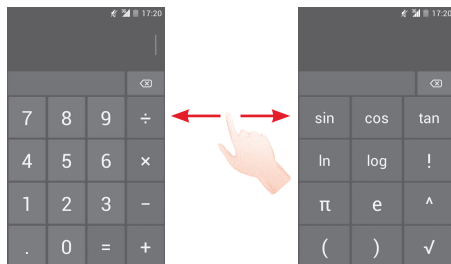 17:20
7 8 9 ÷
4 5 6 ×
1 2 3 −
. 0 = +
17:20
sin cos tan
ln log !
π e ^
( ) √